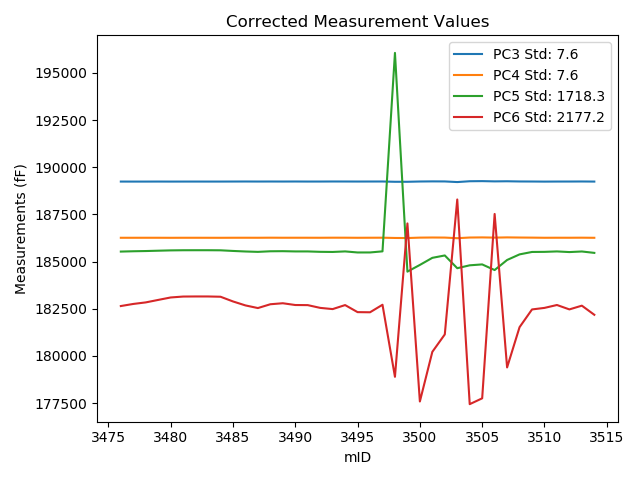 Corrected Measurement Values
PC3 Std: 7.6
PC4 Std: 7.6
PC5 Std: 1718.3
PC6 Std: 2177.2
Measurements (fF)
195000
192500
190000
187500
185000
182500
180000
177500
3475 3480 3485 3490 3495 3500 3505 3510 3515
mID